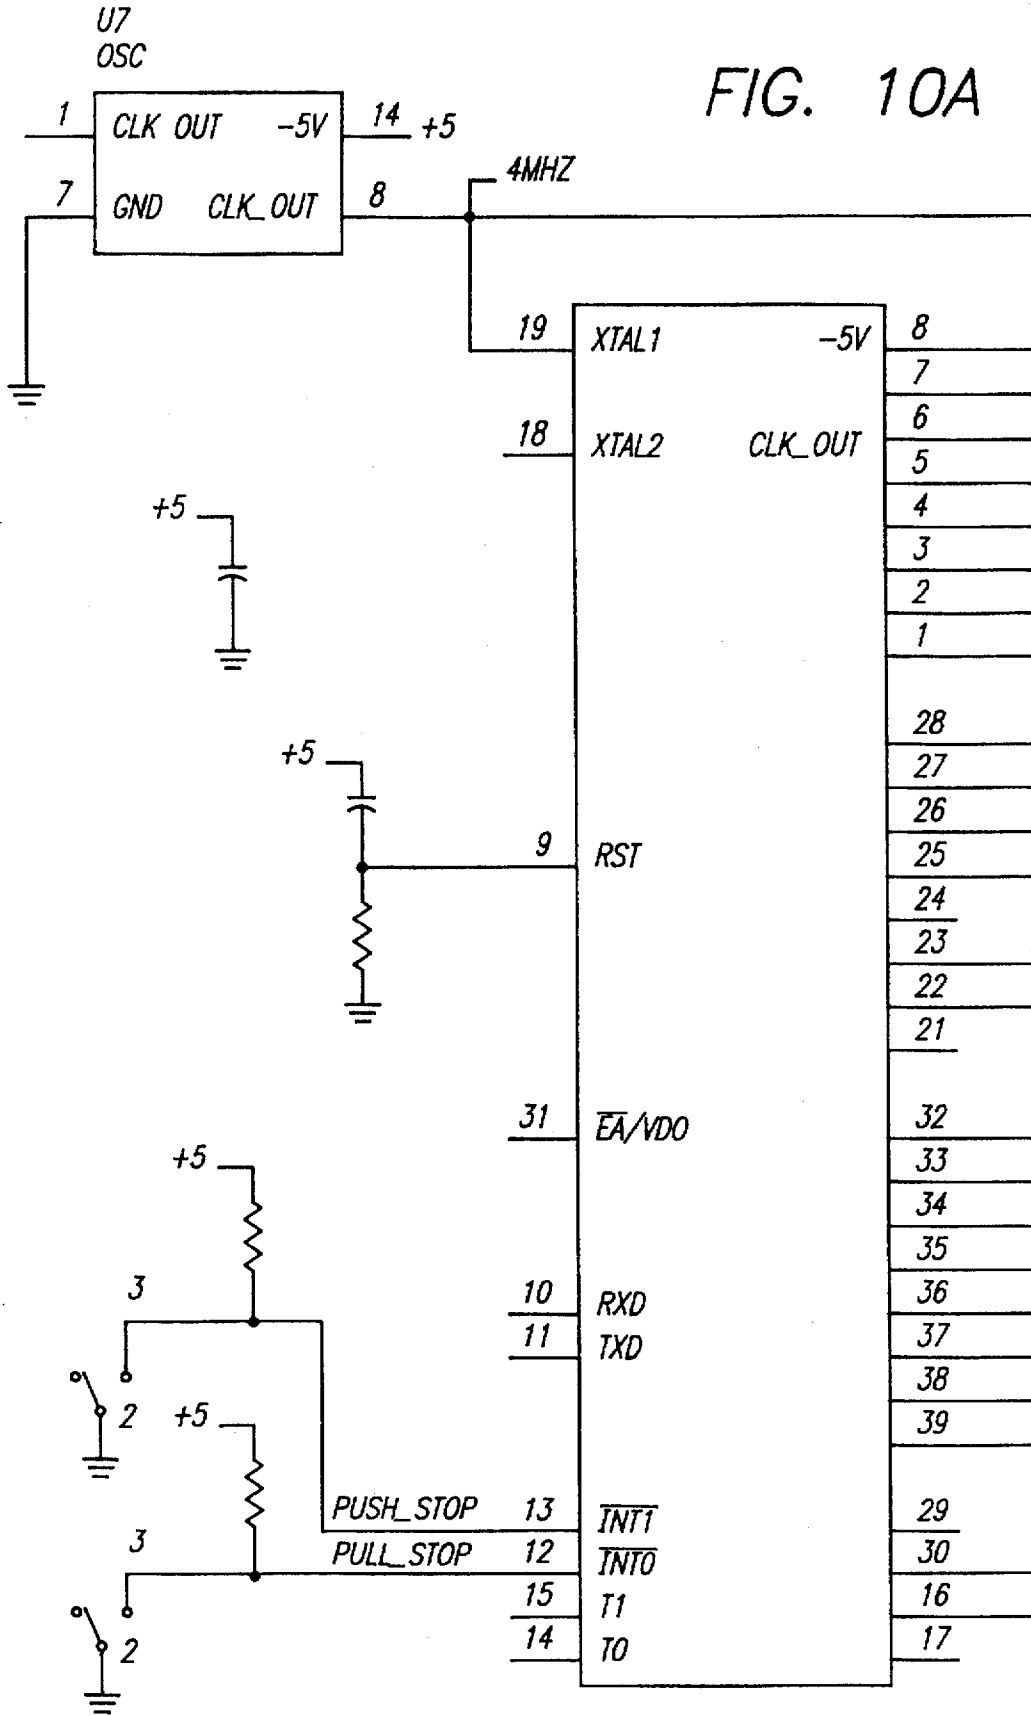 U7
OSC
FIG. 10A
1 CLK OUT -5V 14 +5
4MHZ
7 GND CLK_OUT 8
19 XTAL1 -5V 8
7
6
18 XTAL2 CLK_OUT
5
+5
4
3
2
1
28
+5
27
26
9 RST 25
24
23
22
21
31 EA/VDO 32
+5
33
34
35
3
10 RXD 36
11 TXD 37
38
2 +5
39
PUSH_STOP 13 INT1 29
3
PULL_STOP 12 INT0 30
15 T1 16
14 T0 17
2